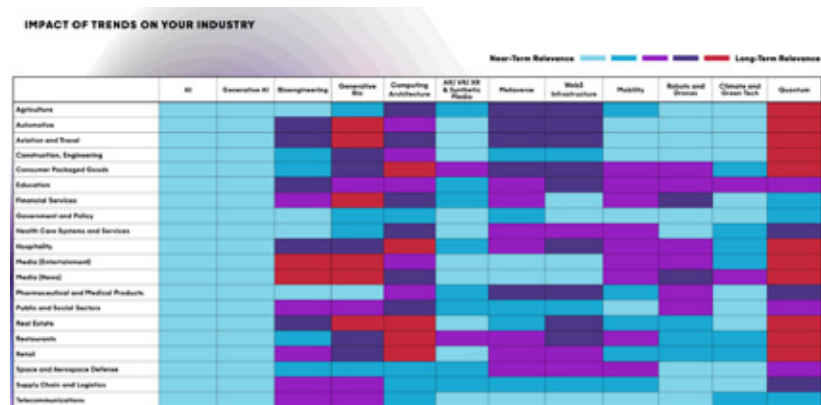 IMPACT OF TRENDS ON YOUR INDUSTRY
Near-Term Relevance Long-Term Relevance
AI Generative AI Bioengineering Generative Bio Computing Architecture AR/ VR/ XR & Synthetic Media Metaverse Web3 Infrastructure Mobility Robots and Drones Climate and Green Tech Quantum
Agriculture
Automotive
Aviation and Travel
Construction, Engineering
Consumer Packaged Goods
Education
Financial Services
Government and Policy
Health Care Systems and Services
Hospitality
Media (Entertainment)
Media (News)
Pharmaceutical and Medical Products
Public and Social Sectors
Real Estate
Restaurants
Retail
Space and Aerospace Defense
Supply Chain and Logistics
Telecommunications